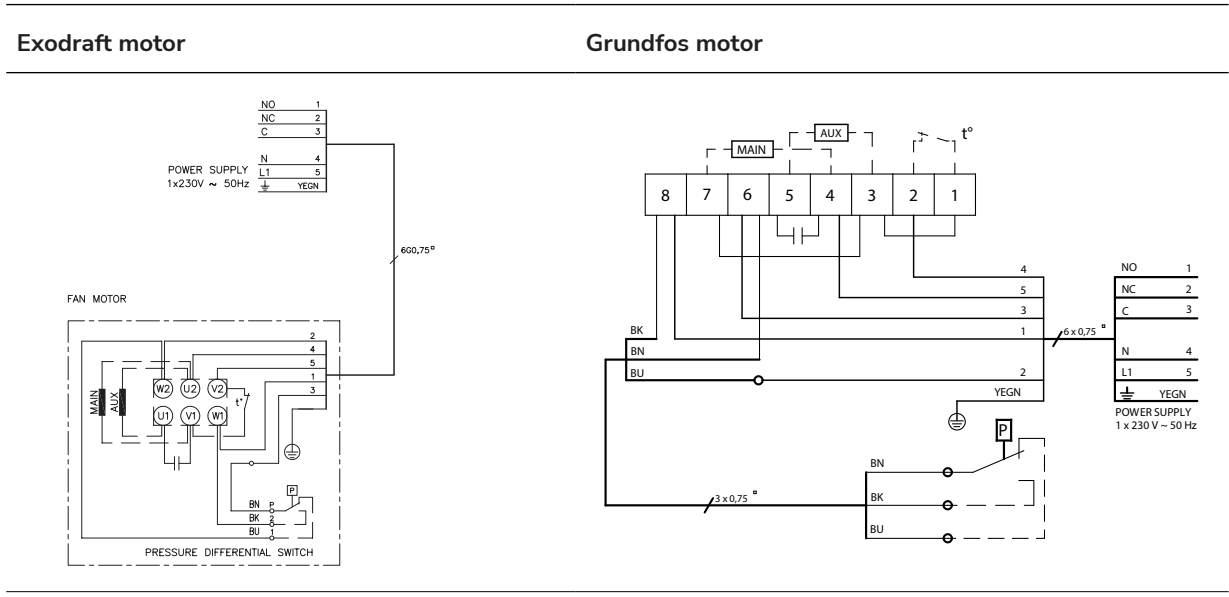 Exodraft motor
Grundfos motor
NO 1
NC 2
C 3
N 4
POWER SUPPLY L1 5
1x230V ~ 50Hz YEGN
6G0,75
FAN MOTOR
2
4
5
1
3
MAIN
AUX
W2 U2 V2
t°
U1 V1 W1
P
BN P
BK 2
BU 1
PRESSURE DIFFERENTIAL SWITCH
AUX
MAIN
t°
8 7 6 5 4 3 2 1
4
5
3
BK 1
BN
BU 2
YEGN
6 x 0,75
NO 1
NC 2
C 3
N 4
L1 5
YEGN
POWER SUPPLY
1 x 230 V ~ 50 Hz
P
BN
3 x 0,75
BK
BU